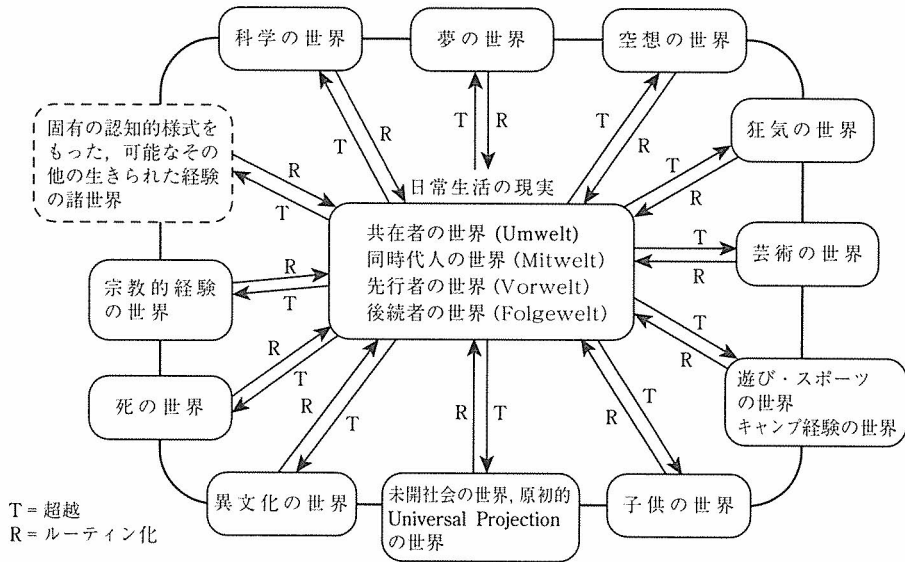 科学の世界
夢の世界
空想の世界
固有の認知的様式を
もった，可能なその
他の生きられた経験
の諸世界
狂気の世界
T
R
T
R
T
R
R
T
T
R
日常生活の現実
共在者の世界 (Umwelt)
同時代人の世界 (Mitwelt)
先行者の世界 (Vorwelt)
後続者の世界 (Folgewelt)
T
R
芸術の世界
宗教的経験
の世界
R
T
T
R
遊び・スポーツ
の世界
キャンプ経験の世界
死の世界
R
T
R
T
R
T
R
T
異文化の世界
未開社会の世界, 原初的
Universal Projection
の世界
子供の世界
T = 超越
R = ルーティン化